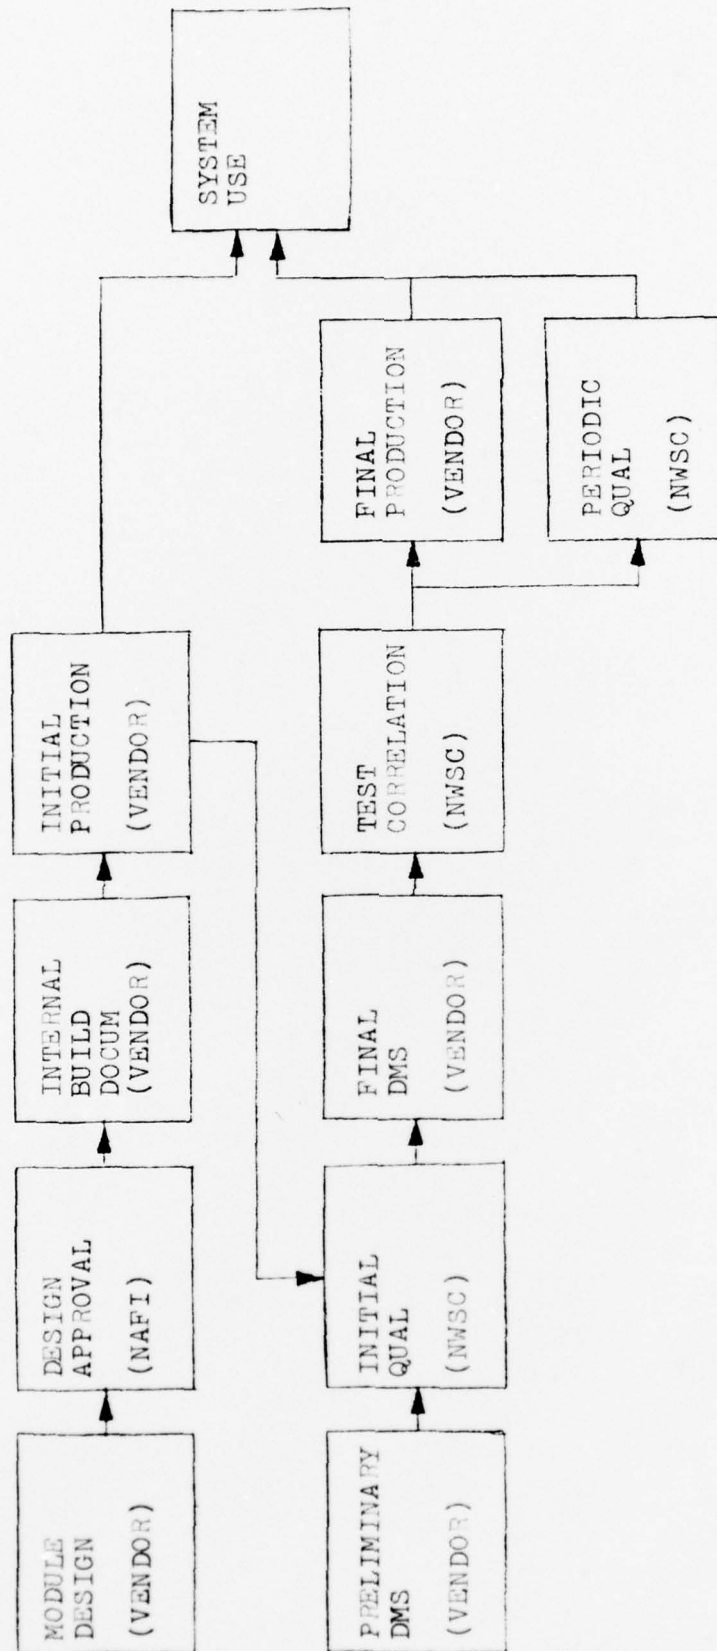 MODULE
DESIGN
(VENDOR)
DESIGN
APPROVAL
(NAFI)
INTERNAL
BUILD
DOCUM
(VENDOR)
INITIAL
PRODUCTION
(VENDOR)
SYSTEM
USE
PRELIMINARY
DMS
(VENDOR)
INITIAL
QUAL
(NWSC)
FINAL
DMS
(VENDOR)
TEST
CORRELATION
(NWSC)
FINAL
PRODUCTION
(VENDOR)
PERIODIC
QUAL
(NWSC)